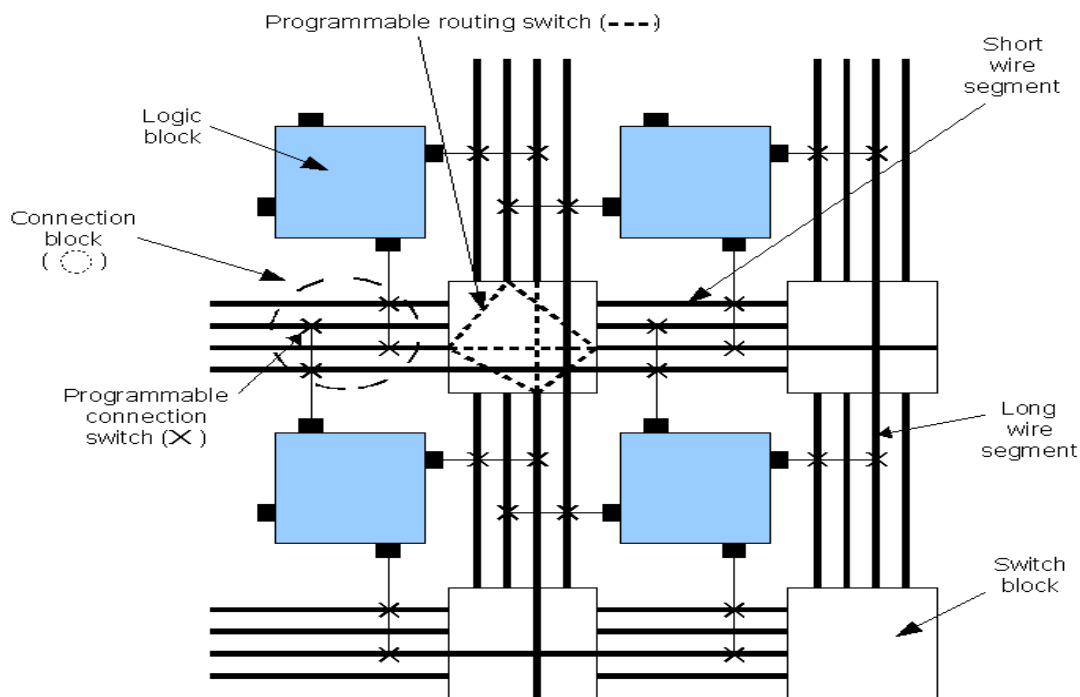 Programmable routing switch (----)
Short
wire
segment
Logic
block
Connection
block
( )
Programmable
connection
switch (X)
Long
wire
segment
Switch
block